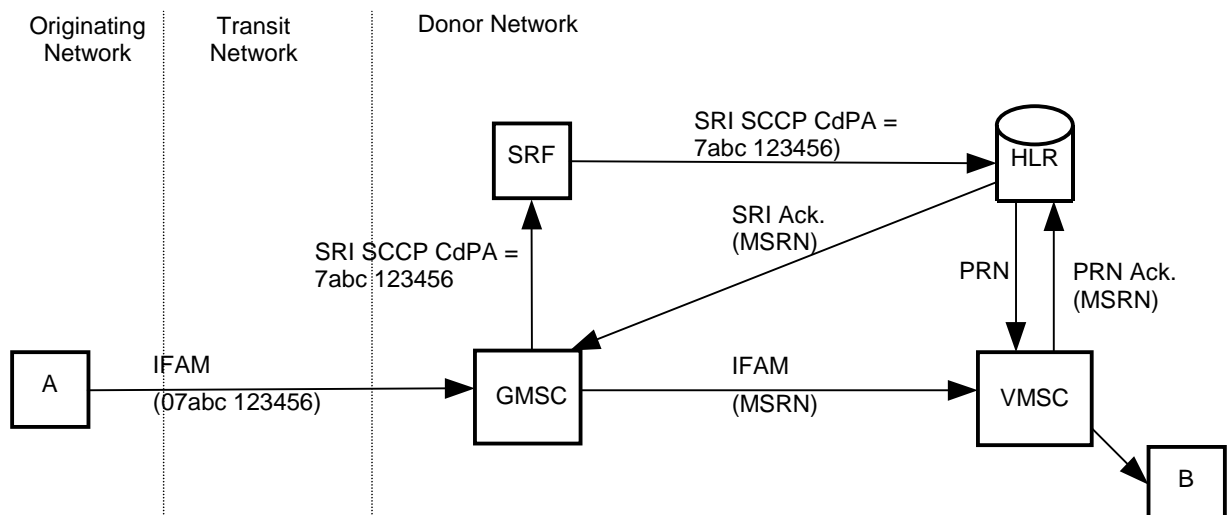 Originating
Network
Transit
Network
Donor Network
SRI SCCP CdPA =
7abc 123456)
SRF
HLR
SRI Ack.
(MSRN)
SRI SCCP CdPA =
7abc 123456
PRN
PRN Ack.
(MSRN)
A
IFAM
(07abc 123456)
GMSC
IFAM
(MSRN)
VMSC
B